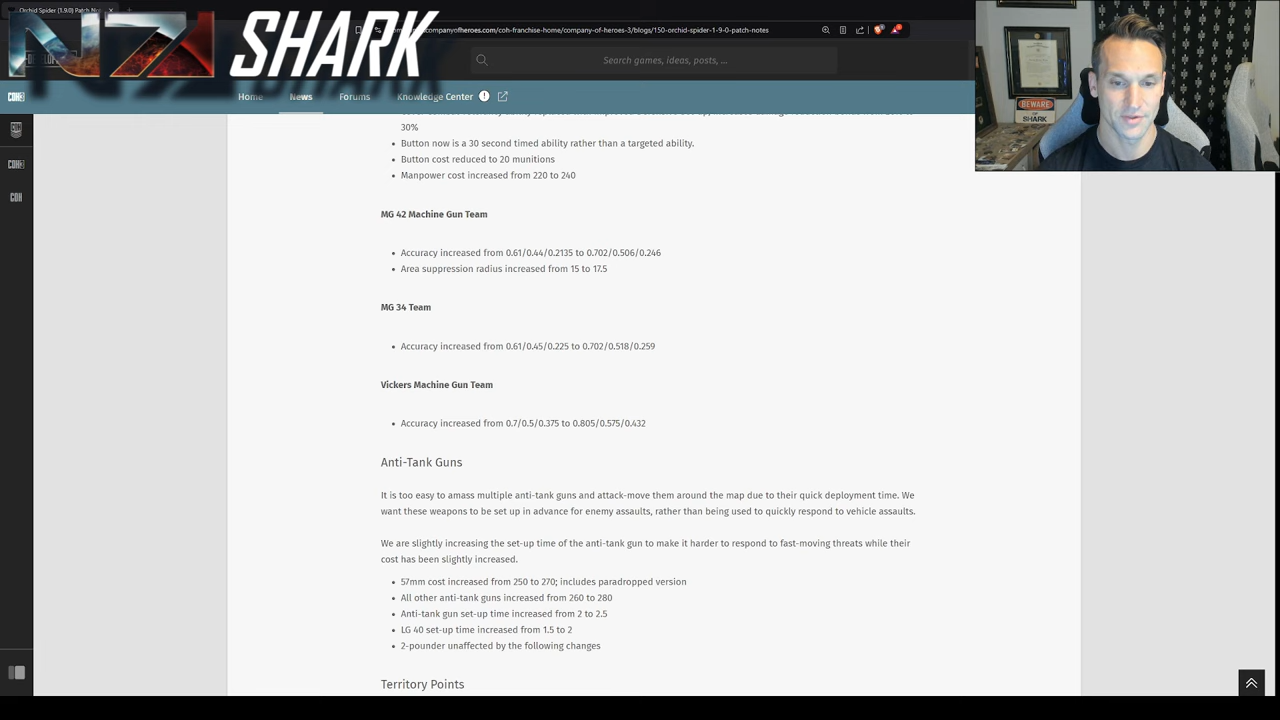 Orchid Spider (1.9.0) Patch
companyofheroes.com/coh-franchise-home/company-of-heroes-3/blogs/150-orchid-spider-1-9-0-patch-notes
SHARK
Search games, ideas, posts, ...
COH3
Home
News
Forums
Knowledge Center
BEWARE
OF SHARK
30%
• Button now is a 30 second timed ability rather than a targeted ability.
• Button cost reduced to 20 munitions
• Manpower cost increased from 220 to 240
MG 42 Machine Gun Team
• Accuracy increased from 0.61/0.44/0.2135 to 0.702/0.506/0.246
• Area suppression radius increased from 15 to 17.5
MG 34 Team
• Accuracy increased from 0.61/0.45/0.225 to 0.702/0.518/0.259
Vickers Machine Gun Team
• Accuracy increased from 0.7/0.5/0.375 to 0.805/0.575/0.432
Anti-Tank Guns
It is too easy to amass multiple anti-tank guns and attack-move them around the map due to their quick deployment time. We
want these weapons to be set up in advance for enemy assaults, rather than being used to quickly respond to vehicle assaults.
We are slightly increasing the set-up time of the anti-tank gun to make it harder to respond to fast-moving threats while their
cost has been slightly increased.
• 57mm cost increased from 250 to 270; includes paradropped version
• All other anti-tank guns increased from 260 to 280
• Anti-tank gun set-up time increased from 2 to 2.5
• LG 40 set-up time increased from 1.5 to 2
• 2-pounder unaffected by the following changes
Territory Points